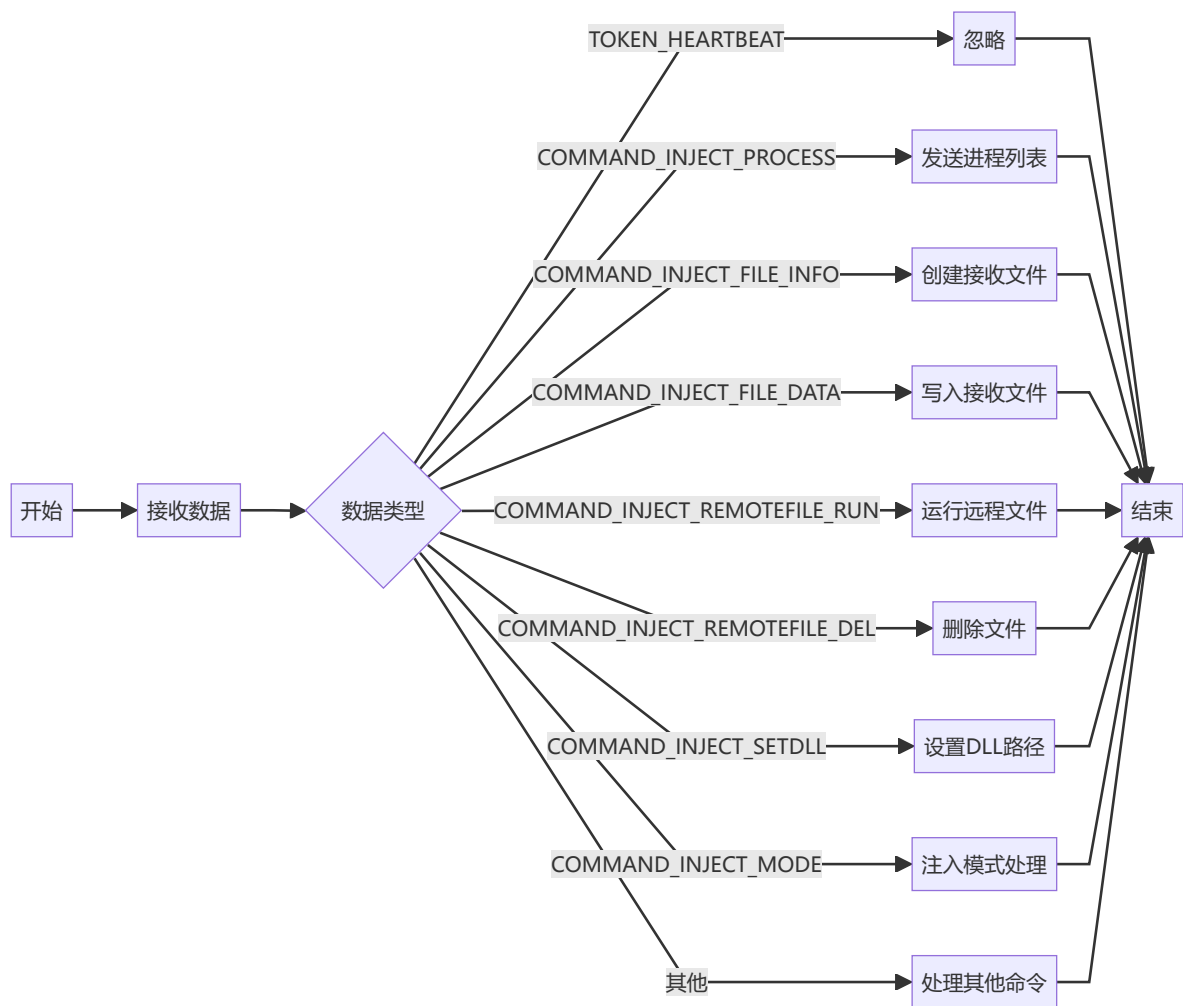 TOKEN_HEARTBEAT
忽略
COMMAND_INJECT_PROCESS
发送进程列表
COMMAND_INJECT_FILE_INFO
创建接收文件
COMMAND_INJECT_FILE_DATA
写入接收文件
开始
接收数据
数据类型
COMMAND_INJECT_REMOTEFILE_RUN
运行远程文件
结束
COMMAND_INJECT_REMOTEFILE_DEL
删除文件
COMMAND_INJECT_SETDLL
设置DLL路径
COMMAND_INJECT_MODE
注入模式处理
其他
处理其他命令